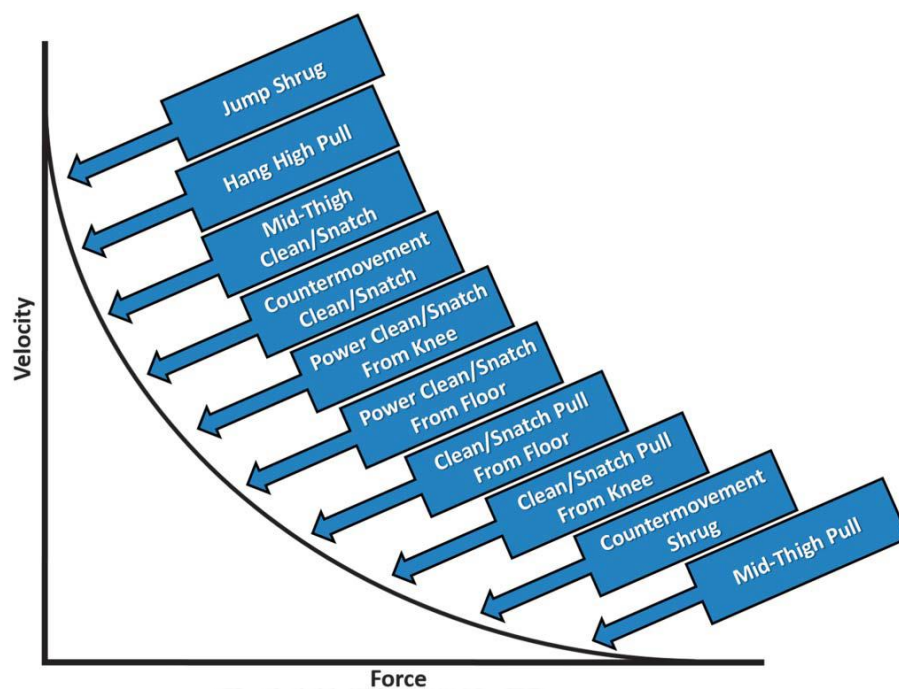 Jump Shrug
Hang High Pull
Mid-Thigh
Clean/Snatch
Countermovement
Clean/Snatch
Power Clean/Snatch
From Knee
Power Clean/Snatch
From Floor
Clean/Snatch Pull
From Floor
Clean/Snatch Pull
From Knee
Countermovement
Shrug
Mid-Thigh Pull
Velocity
Force